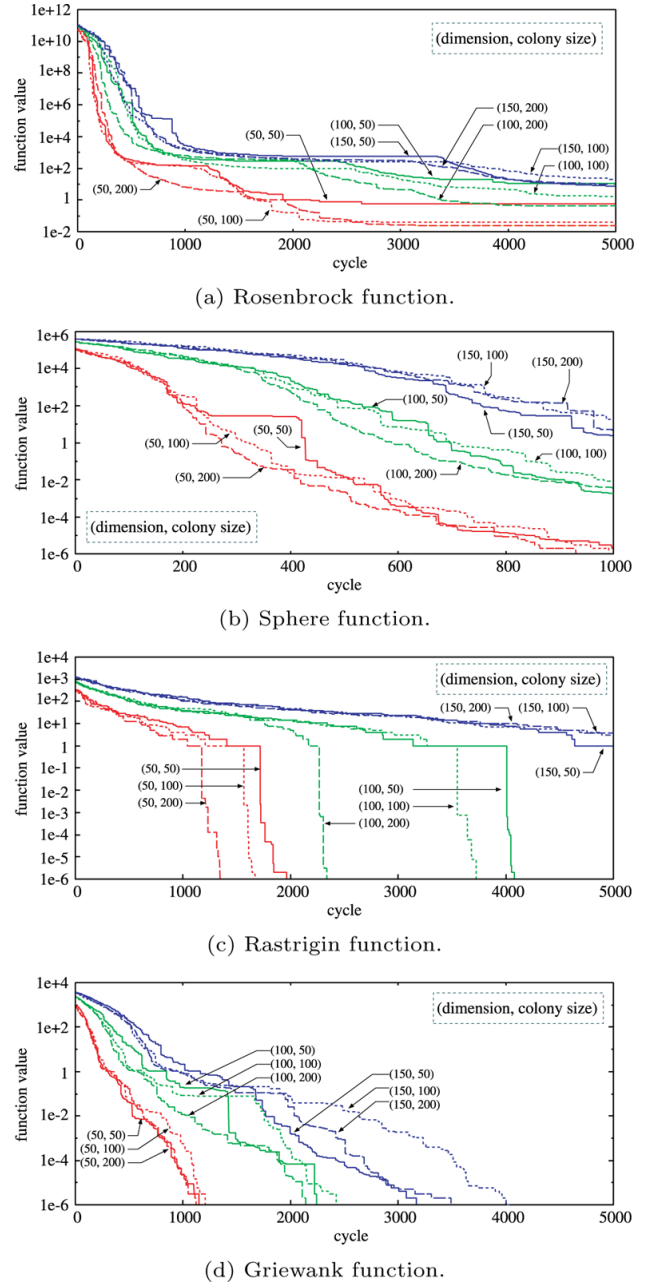 1e+12
1e+10
1e+8
1e+6
1e+4
1e+2
1
1e-2
function value
(dimension, colony size)
(150, 200)
(100, 50)
(100, 200)
(50, 50)
(150, 50)
(150, 100)
(100, 100)
(50, 200)
(50, 100)
0 1000 2000 3000 4000 5000
cycle
(a) Rosenbrock function.
1e+6
1e+4
1e+2
1
1e-2
1e-4
1e-6
function value
(150, 100)
(150, 200)
(100, 50)
(50, 50)
(150, 50)
(50, 100)
(100, 100)
(50, 200)
(100, 200)
(dimension, colony size)
0 200 400 600 800 1000
cycle
(b) Sphere function.
1e+4
1e+3
1e+2
1e+1
1
1e-1
1e-2
1e-3
1e-4
1e-5
1e-6
function value
(dimension, colony size)
(150, 200) (150, 100)
(150, 50)
(50, 50)
(50, 100)
(50, 200)
(100, 50)
(100, 100)
(100, 200)
0 1000 2000 3000 4000 5000
cycle
(c) Rastrigin function.
1e+4
1e+2
1
1e-2
1e-4
1e-6
function value
(dimension, colony size)
(100, 50)
(100, 100)
(100, 200)
(150, 50)
(150, 100)
(150, 200)
(50, 50)
(50, 100)
(50, 200)
0 1000 2000 3000 4000 5000
cycle
(d) Griewank function.